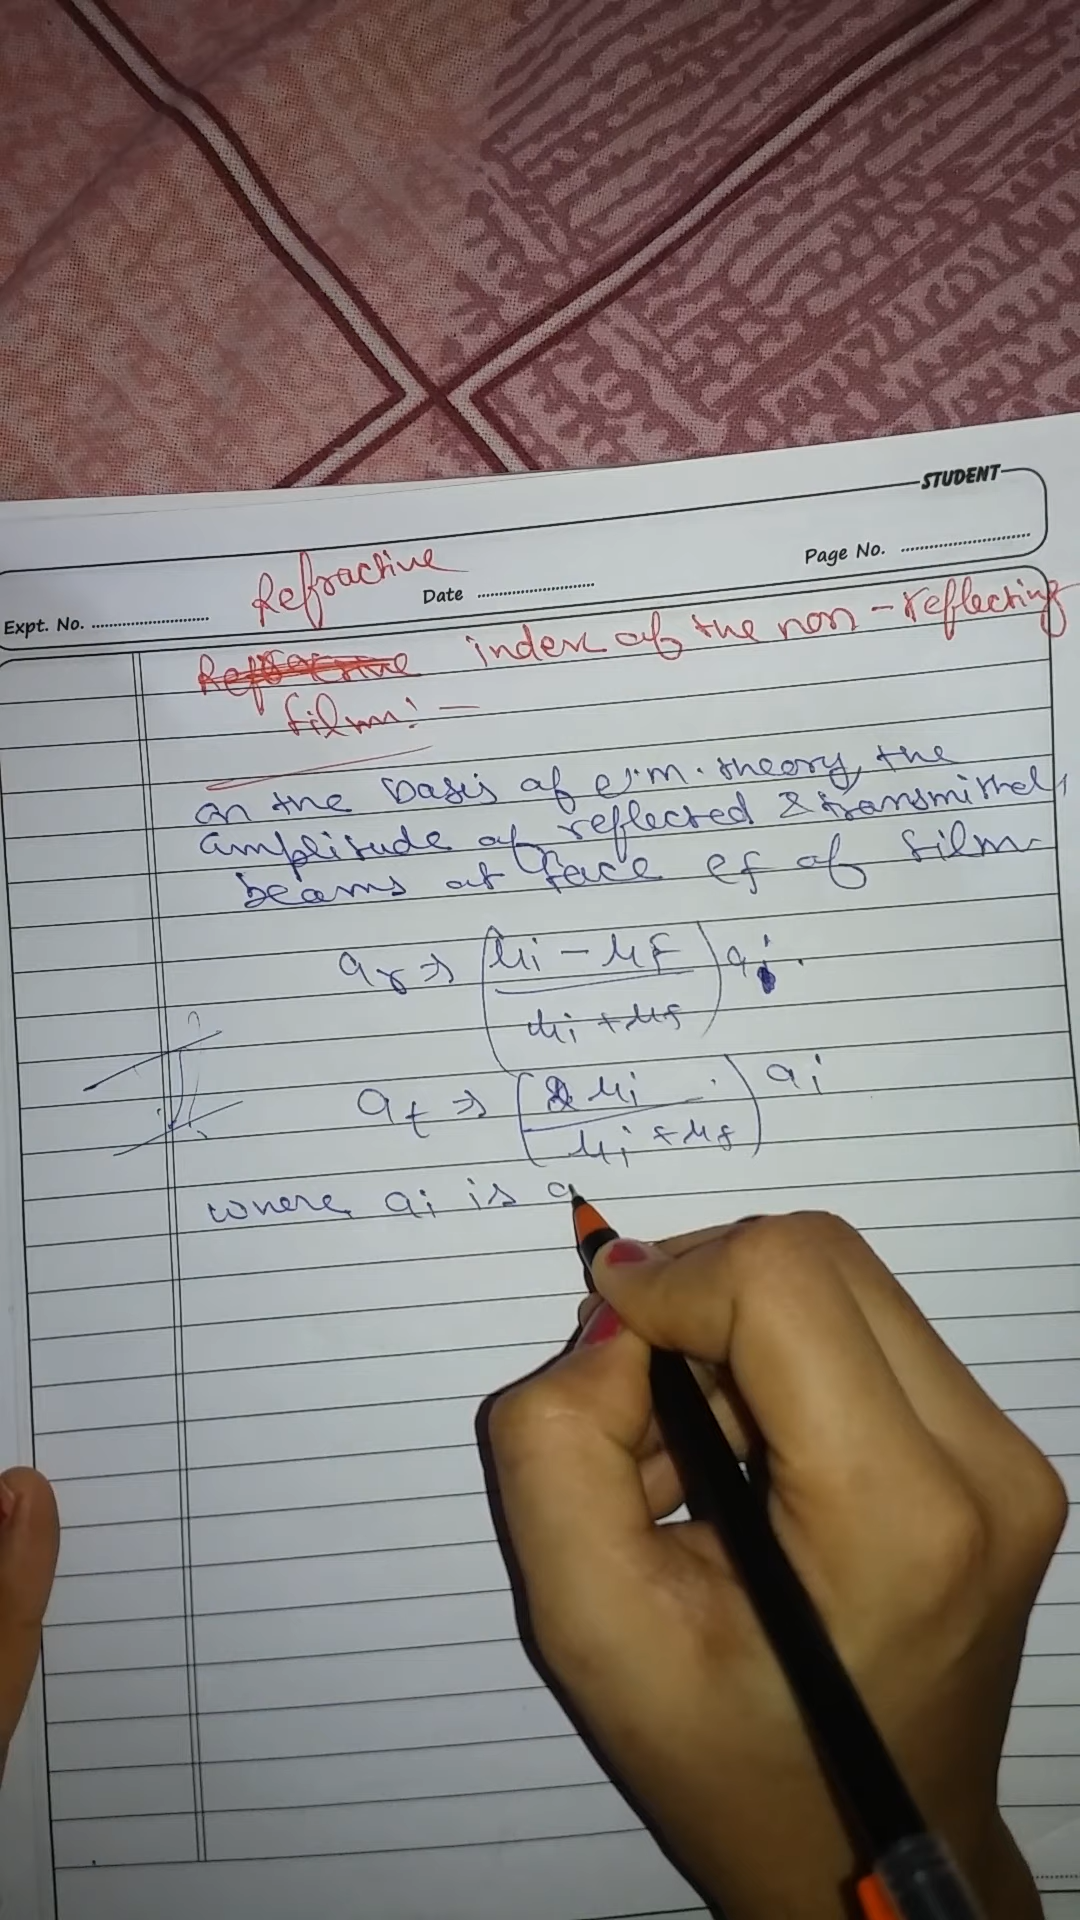 STUDENT
Refractive
Expt. No. Date Page No.
Refractive index of the non-reflecting
film:-
on the basis of e.m. theory, the
amplitude of reflected & transmitted
beams at face ef of film
ar => (μi - μf / μi + μf) ai.
at => (2μi / μi + μf) ai
where ai is a